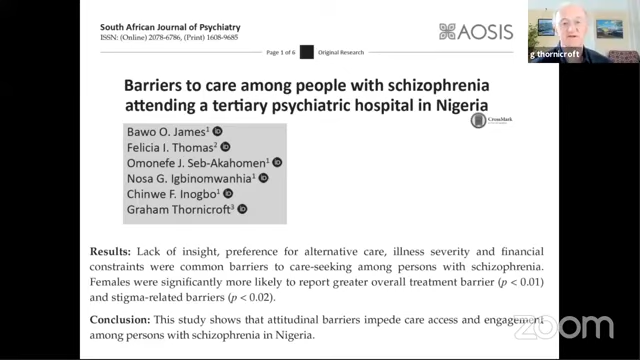 South African Journal of Psychiatry
ISSN: (Online) 2078-6786, (Print) 1608-9685
AOSIS
g thornicroft
Page 1 of 6
Original Research
Barriers to care among people with schizophrenia
attending a tertiary psychiatric hospital in Nigeria
CrossMark
Bawo O. James1
Felicia I. Thomas2
Omonefe J. Seb-Akahomen1
Nosa G. Igbinomwanhia1
Chinwe F. Inogbo1
Graham Thornicroft3
Results: Lack of insight, preference for alternative care, illness severity and financial
constraints were common barriers to care-seeking among persons with schizophrenia.
Females were significantly more likely to report greater overall treatment barrier (p < 0.01)
and stigma-related barriers (p < 0.02).
Conclusion: This study shows that attitudinal barriers impede care access and engagement
among persons with schizophrenia in Nigeria.
zoom